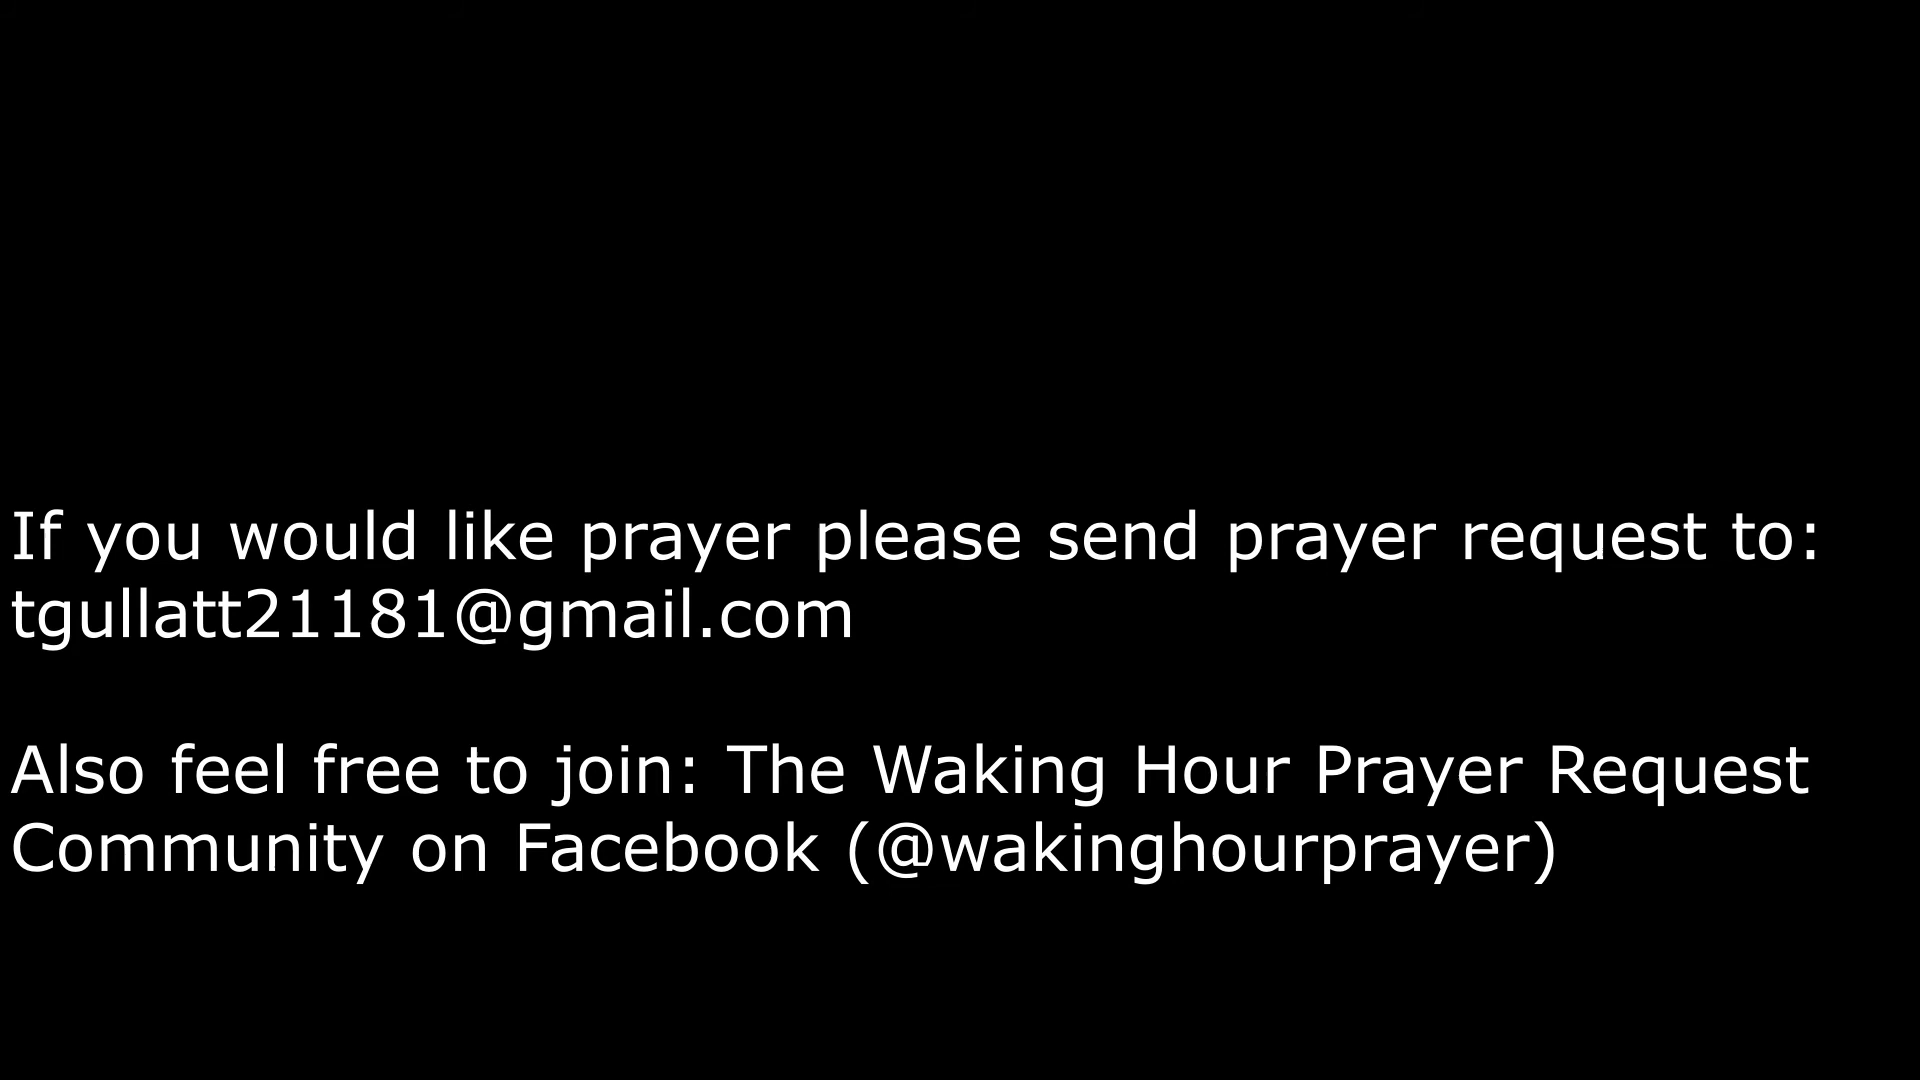 If you would like prayer please send prayer request to:
tgullatt21181@gmail.com
Also feel free to join: The Waking Hour Prayer Request
Community on Facebook (@wakinghourprayer)